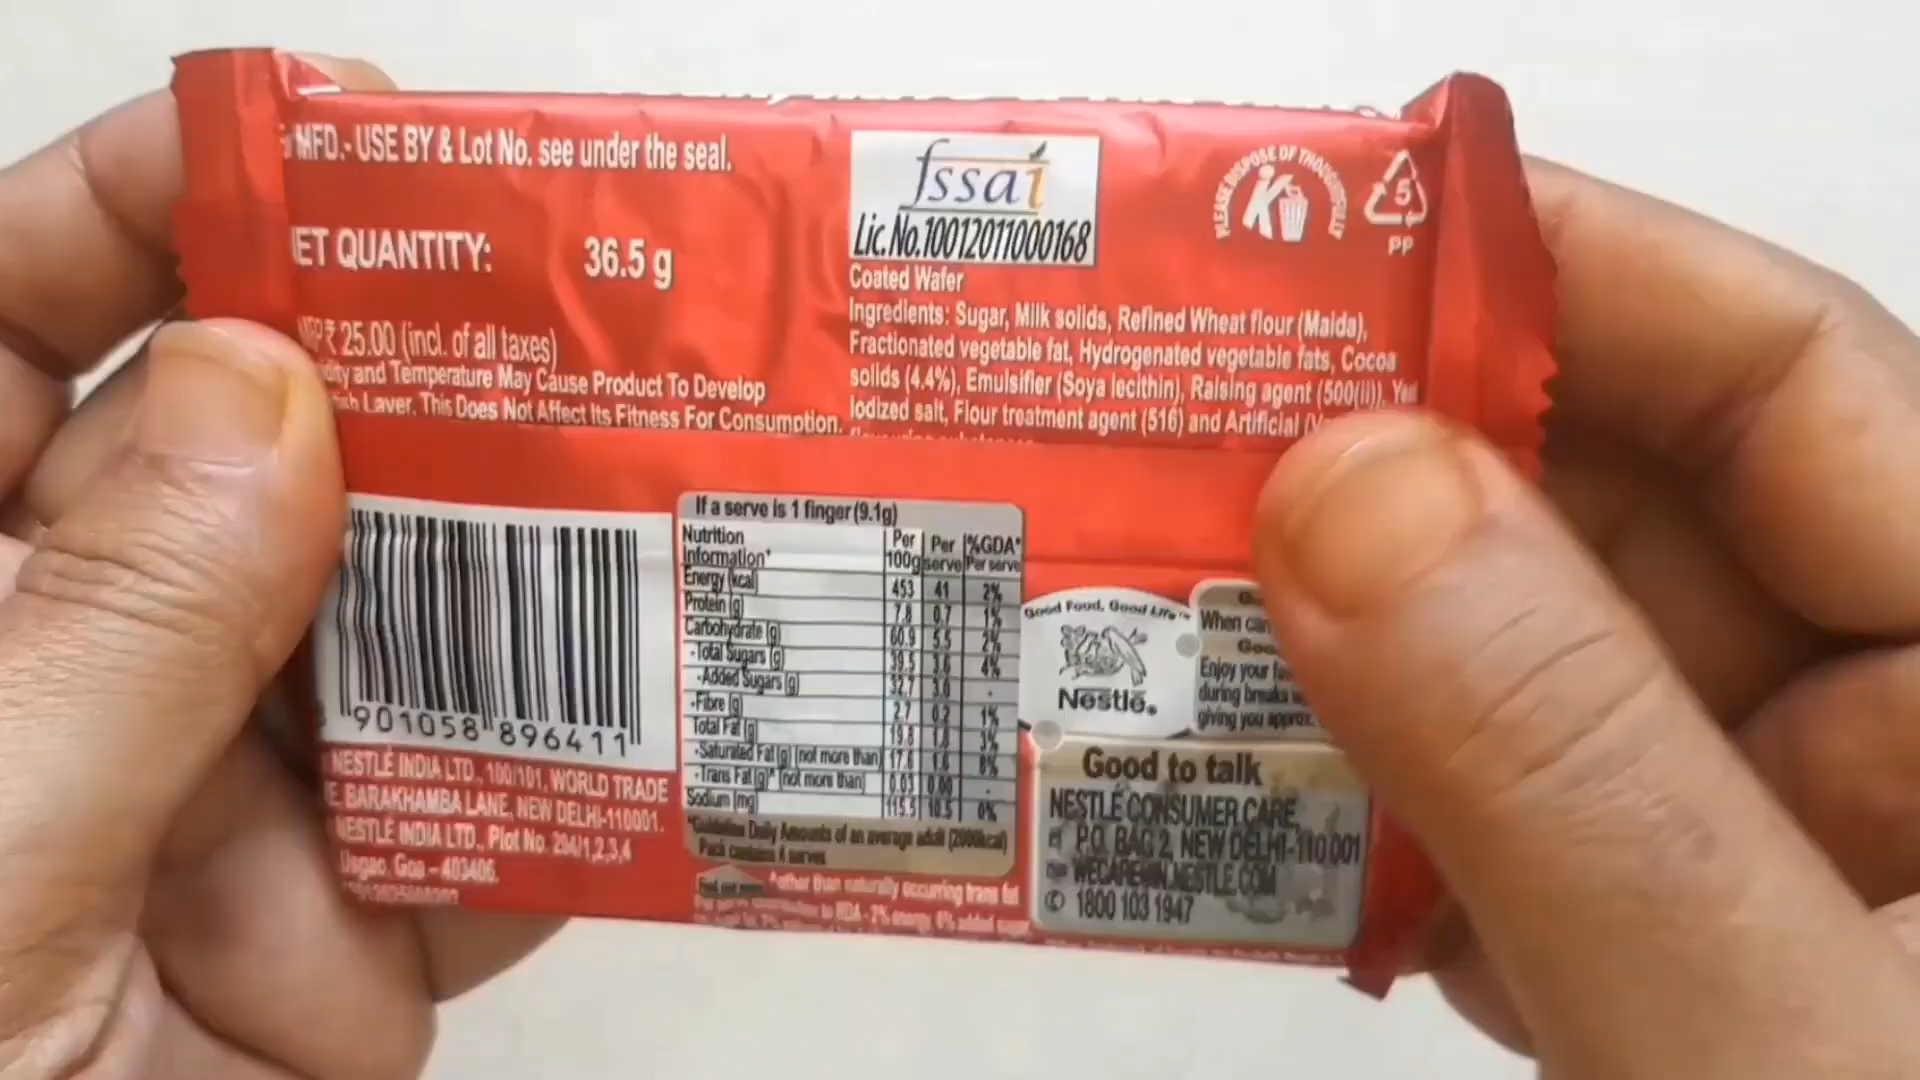 MFD.- USE BY & Lot No. see under the seal.
ET QUANTITY: 36.5 g
₹ 25.00 (incl. of all taxes)
and Temperature May Cause Product To Develop
Layer. This Does Not Affect Its Fitness For Consumption.
fssai
Lic. No. 10012011000168
Coated Wafer
Ingredients: Sugar, Milk solids, Refined Wheat flour (Maida),
Fractionated vegetable fat, Hydrogenated vegetable fats, Cocoa
solids (4.4%), Emulsifier (Soya lecithin), Raising agent (500(ii)),
Iodized salt, Flour treatment agent (516) and Artificial
PLEASE DISPOSE OF THOUGHTFULLY
5
PP
901058 896411
NESTLÉ INDIA LTD., 100/101, WORLD TRADE
BARAKHAMBA LANE, NEW DELHI-110001.
NESTLÉ INDIA LTD., Plot No. 294/1,2,3,4
Usgao, Goa - 403406.
If a serve is 1 finger (9.1g)
Nutrition Information* Per 100g Per serve %GDA* Per serve
Energy (kcal) 453 41 2%
Protein (g) 7.8 0.7 1%
Carbohydrate (g) 60.9 5.5 2%
-Total Sugars (g) 39.5 3.6 4%
-Added Sugars (g) 32.7 3.0 -
-Fibre (g) 2.7 0.2 1%
Total Fat (g) 19.8 1.8 3%
-Saturated Fat (g) (not more than) 17.6 1.6 8%
-Trans Fat (g)^ (not more than) 0.03 0.00 -
Sodium (mg) 115.5 10.5 0%
*Guideline Daily Amounts of an average adult (2000kcal)
Pack contains 4 serves
^other than naturally occurring trans fat
Good Food, Good Life™
Nestlé®
When can
Enjoy your
during breaks
giving you approx.
Good to talk
NESTLÉ CONSUMER CARE,
P.O. BAG 2, NEW DELHI-110 001
WECARE@IN.NESTLE.COM
1800 103 1947